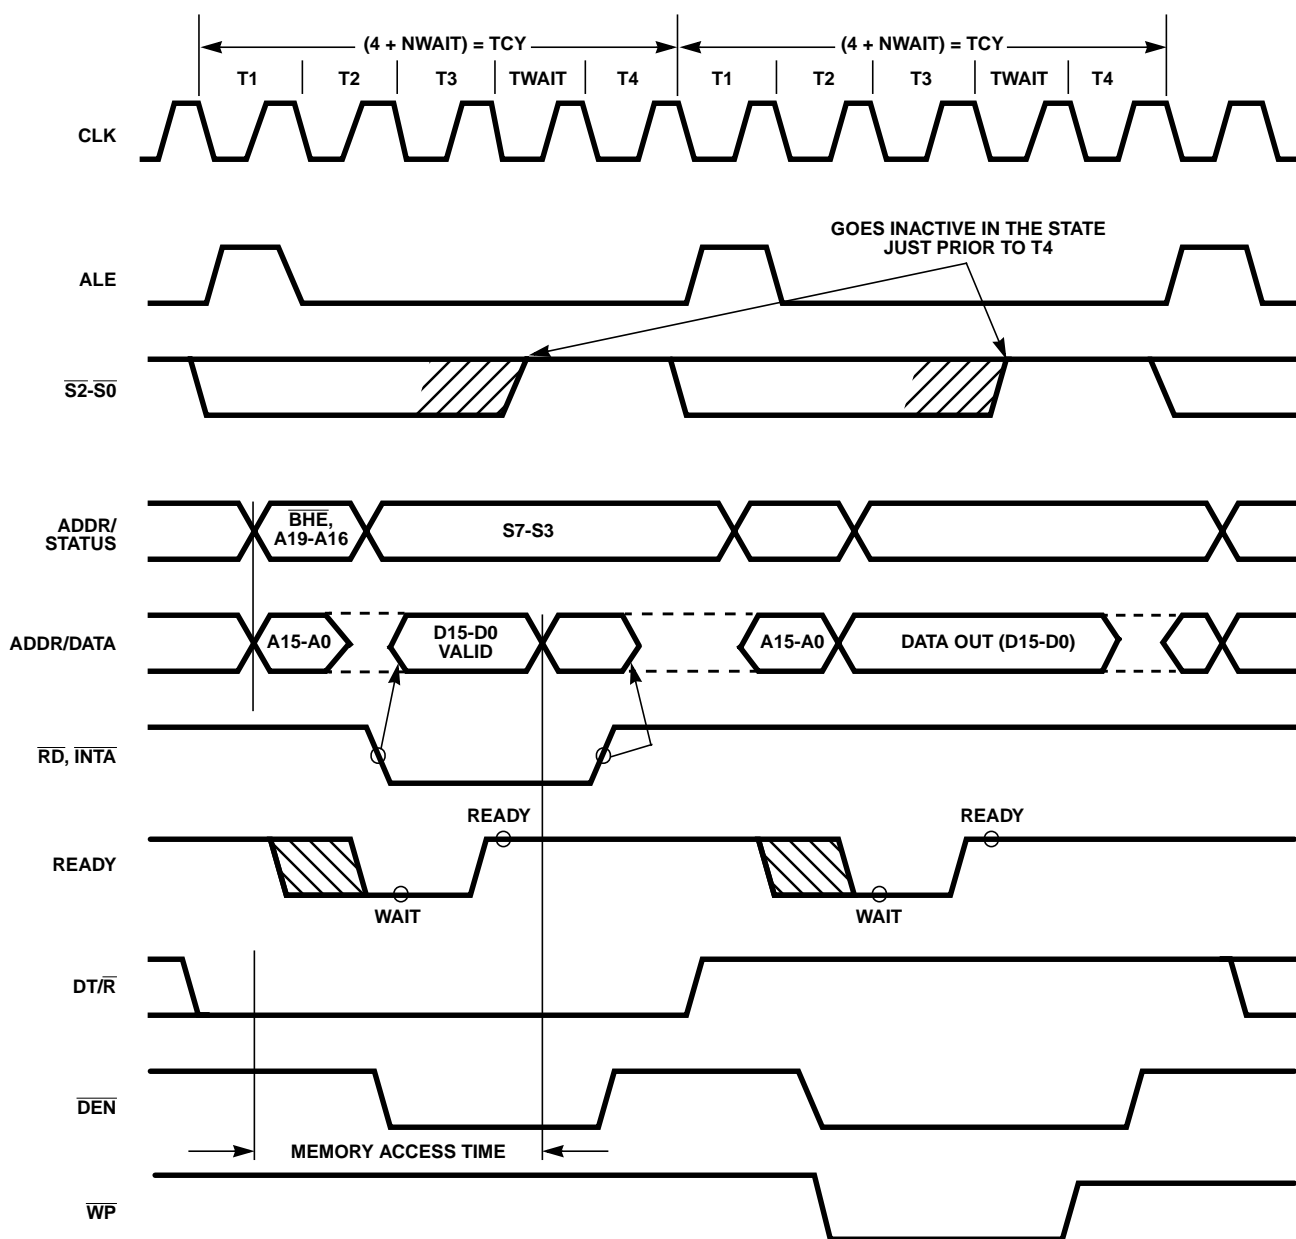 (4 + NWAIT) = TCY (4 + NWAIT) = TCY
T1 T2 T3 TWAIT T4 T1 T2 T3 TWAIT T4
CLK
GOES INACTIVE IN THE STATE
JUST PRIOR TO T4
ALE
S2-S0
BHE,
A19-A16
S7-S3
ADDR/
STATUS
ADDR/DATA
A15-A0
D15-D0
VALID
A15-A0
DATA OUT (D15-D0)
RD, INTA
READY READY
READY
WAIT WAIT
DT/R
DEN
MEMORY ACCESS TIME
WP